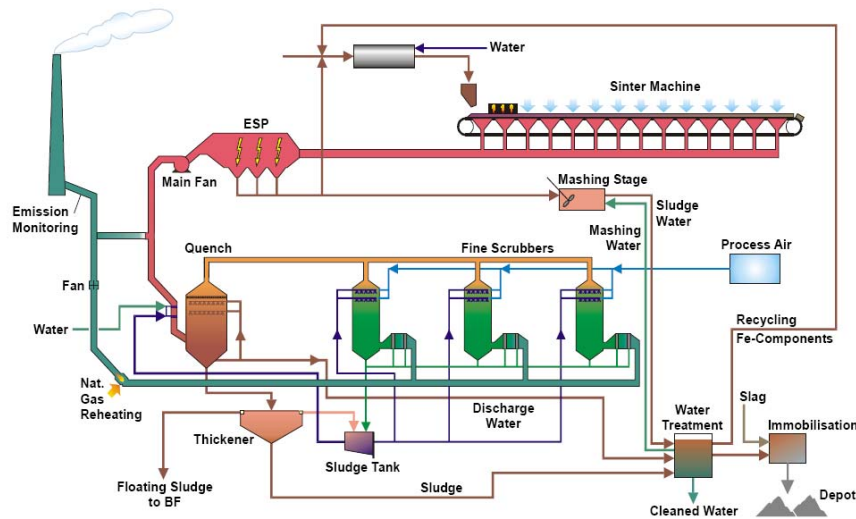 Water
Sinter Machine
ESP
Main Fan
Mashing Stage
Emission
Monitoring
Sludge
Water
Mashing
Water
Quench
Fine Scrubbers
Process Air
Fan
Water
Recycling
Fe-Components
Nat.
Gas
Reheating
Discharge
Water
Water
Treatment
Slag
Immobilisation
Thickener
Sludge Tank
Floating Sludge
to BF
Sludge
Cleaned Water
Depot